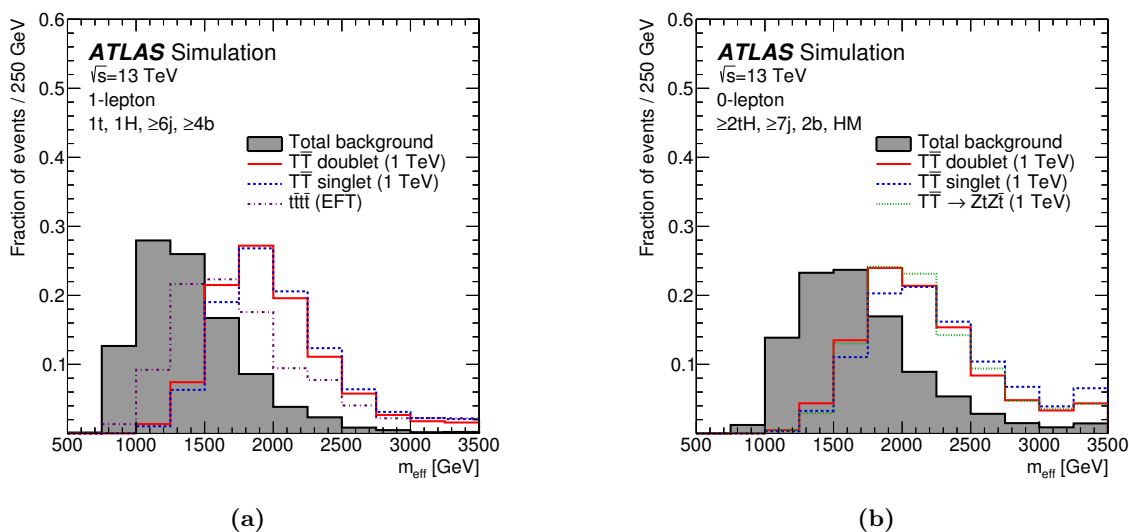 Fraction of events / 250 GeV
0.6
0.5
0.4
0.3
0.2
0.1
ATLAS Simulation
√s=13 TeV
1-lepton
1t, 1H, ≥6j, ≥4b
Total background
TT̅ doublet (1 TeV)
TT̅ singlet (1 TeV)
tt̅tt̅ (EFT)
500 1000 1500 2000 2500 3000 3500
m_eff [GeV]
(a)
Fraction of events / 250 GeV
0.6
0.5
0.4
0.3
0.2
0.1
ATLAS Simulation
√s=13 TeV
0-lepton
≥2tH, ≥7j, 2b, HM
Total background
TT̅ doublet (1 TeV)
TT̅ singlet (1 TeV)
TT̅ → ZtZt̅ (1 TeV)
500 1000 1500 2000 2500 3000 3500
m_eff [GeV]
(b)